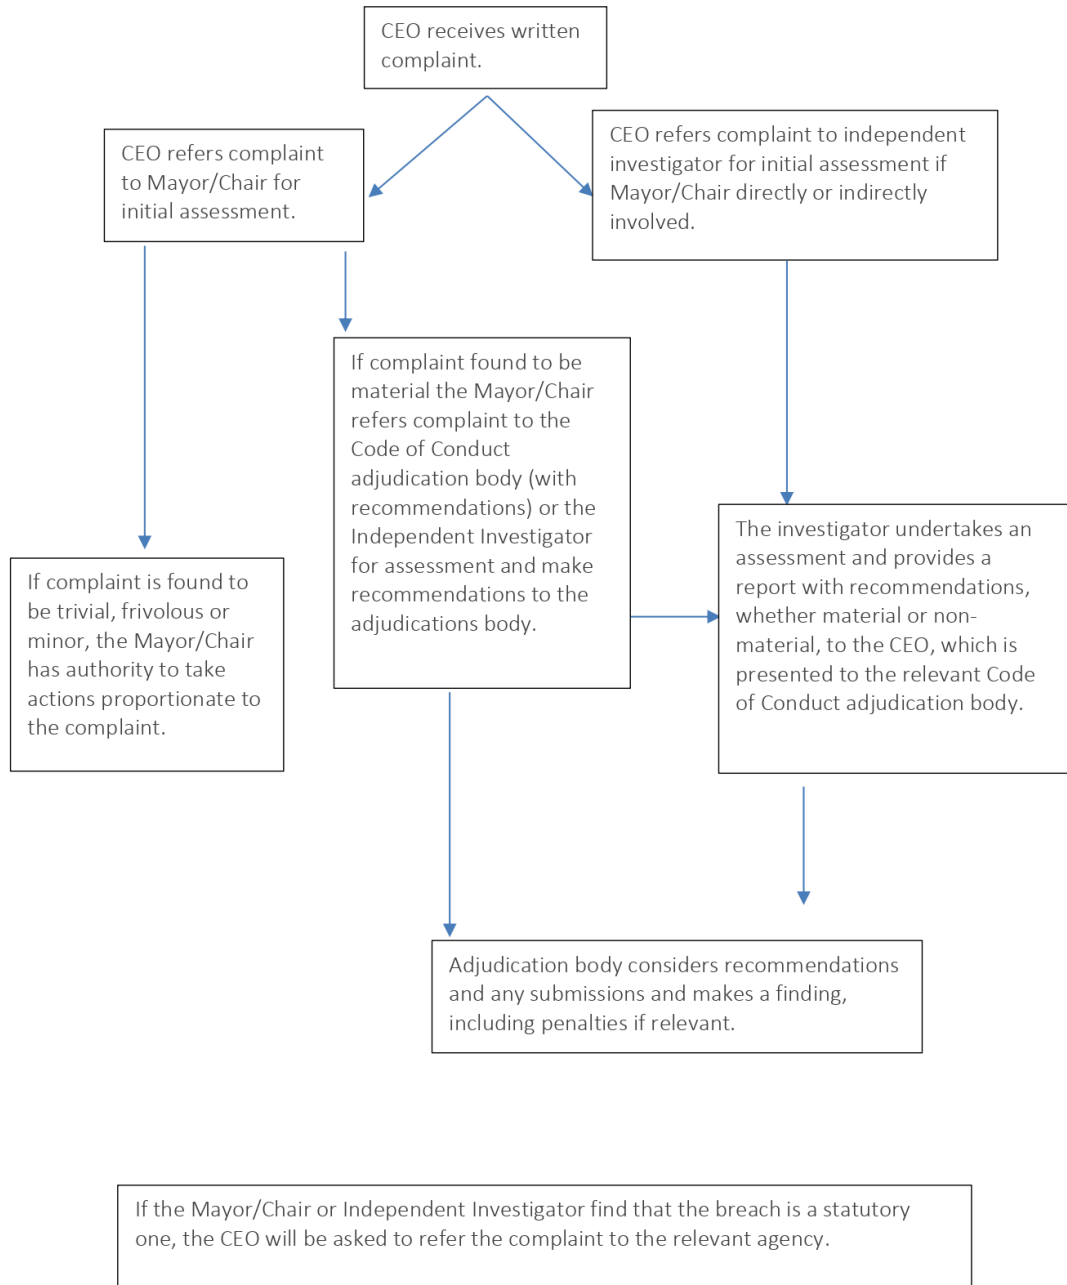 CEO receives written
complaint.
CEO refers complaint
to Mayor/Chair for
initial assessment.
CEO refers complaint to independent
investigator for initial assessment if
Mayor/Chair directly or indirectly
involved.
If complaint found to be
material the Mayor/Chair
refers complaint to the
Code of Conduct
adjudication body (with
recommendations) or the
Independent Investigator
for assessment and make
recommendations to the
adjudications body.
The investigator undertakes an
assessment and provides a
report with recommendations,
whether material or non-
material, to the CEO, which is
presented to the relevant Code
of Conduct adjudication body.
If complaint is found to
be trivial, frivolous or
minor, the Mayor/Chair
has authority to take
actions proportionate to
the complaint.
Adjudication body considers recommendations
and any submissions and makes a finding,
including penalties if relevant.
If the Mayor/Chair or Independent Investigator find that the breach is a statutory
one, the CEO will be asked to refer the complaint to the relevant agency.